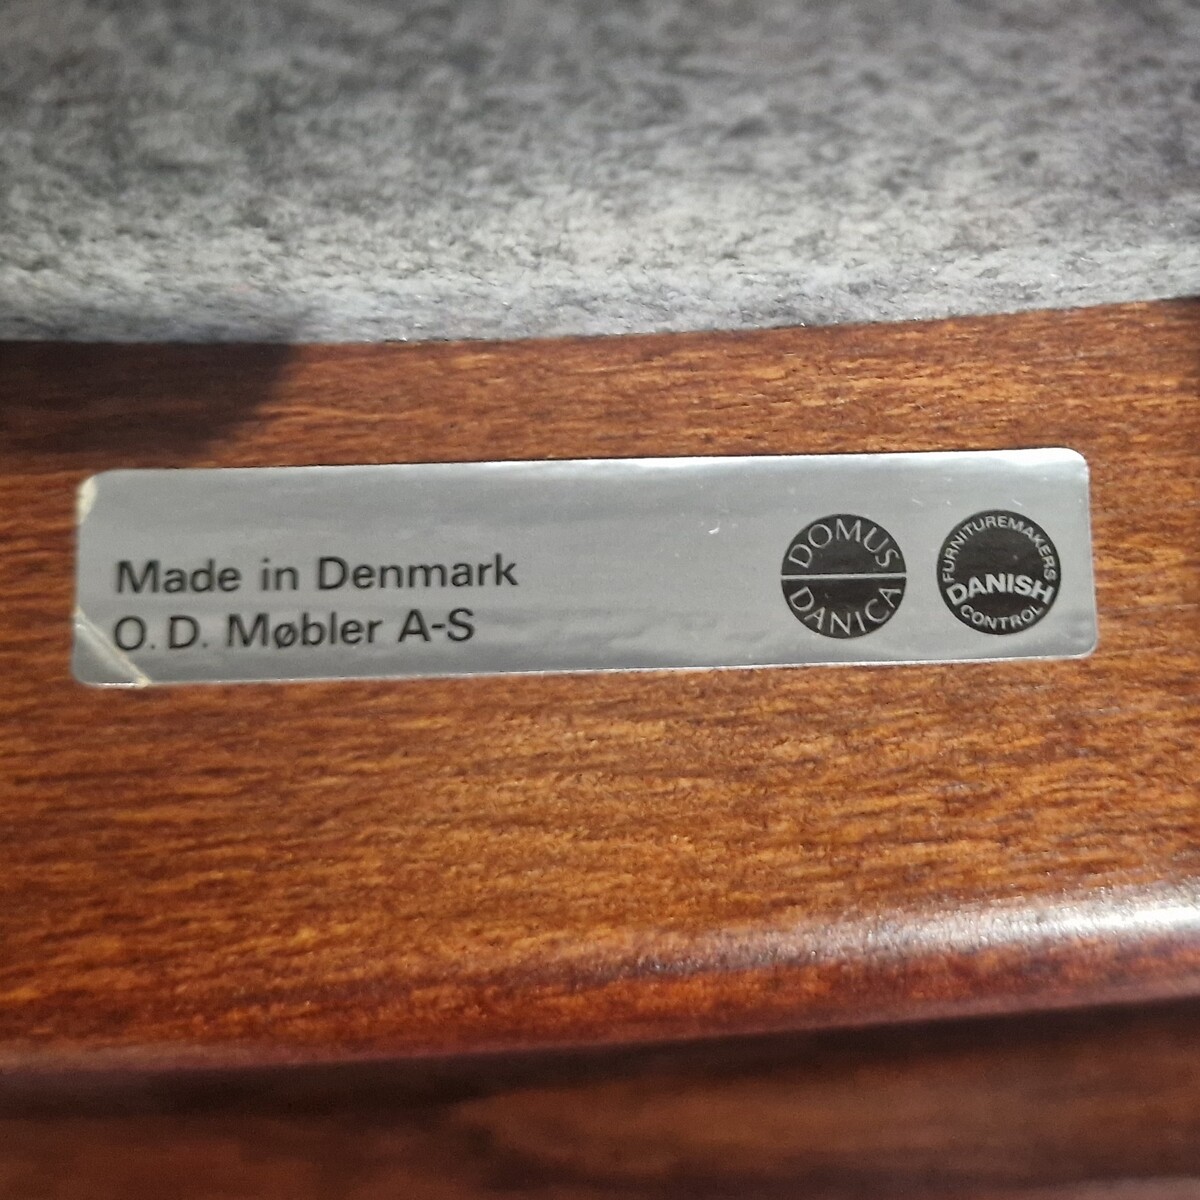 Made in Denmark
O.D. Møbler A-S
DOMUS
DANICA
FURNITUREMAKERS
DANISH
CONTROL